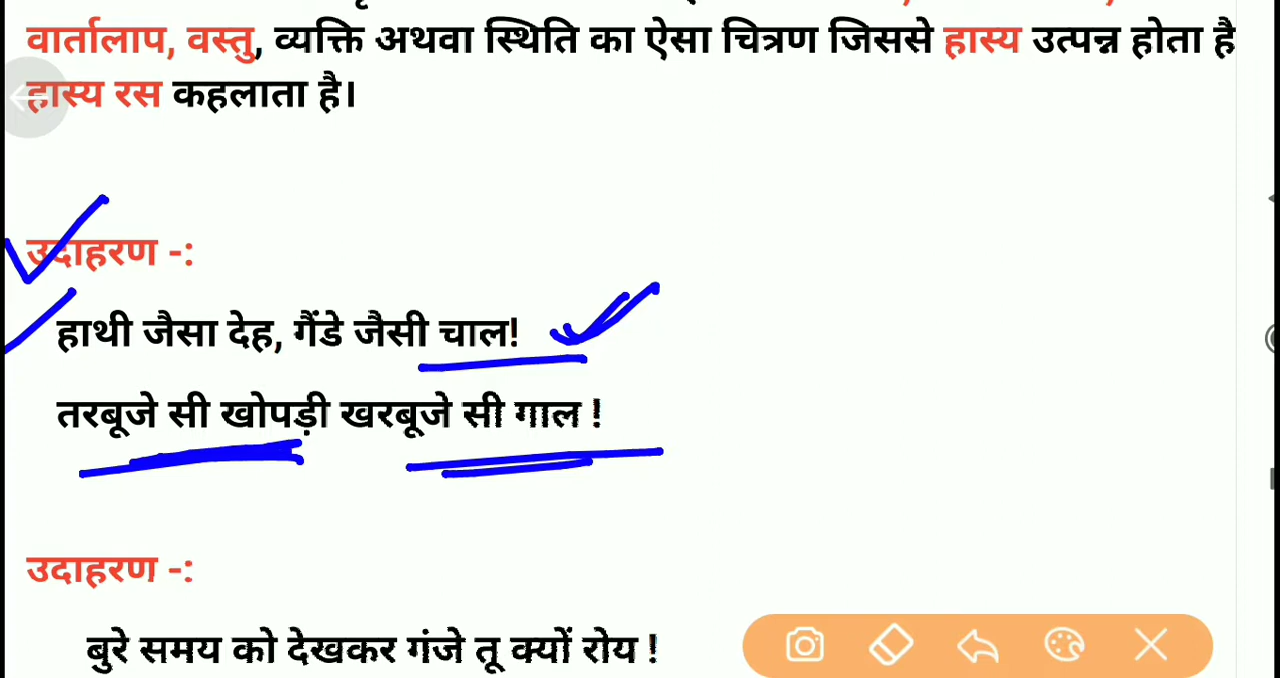 वार्तालाप, वस्तु, व्यक्ति अथवा स्थिति का ऐसा चित्रण जिससे हास्य उत्पन्न होता है
हास्य रस कहलाता है।
उदाहरण -:
हाथी जैसा देह, गैंडे जैसी चाल!
तरबूजे सी खोपड़ी खरबूजे सी गाल !
उदाहरण -:
बुरे समय को देखकर गंजे तू क्यों रोय !